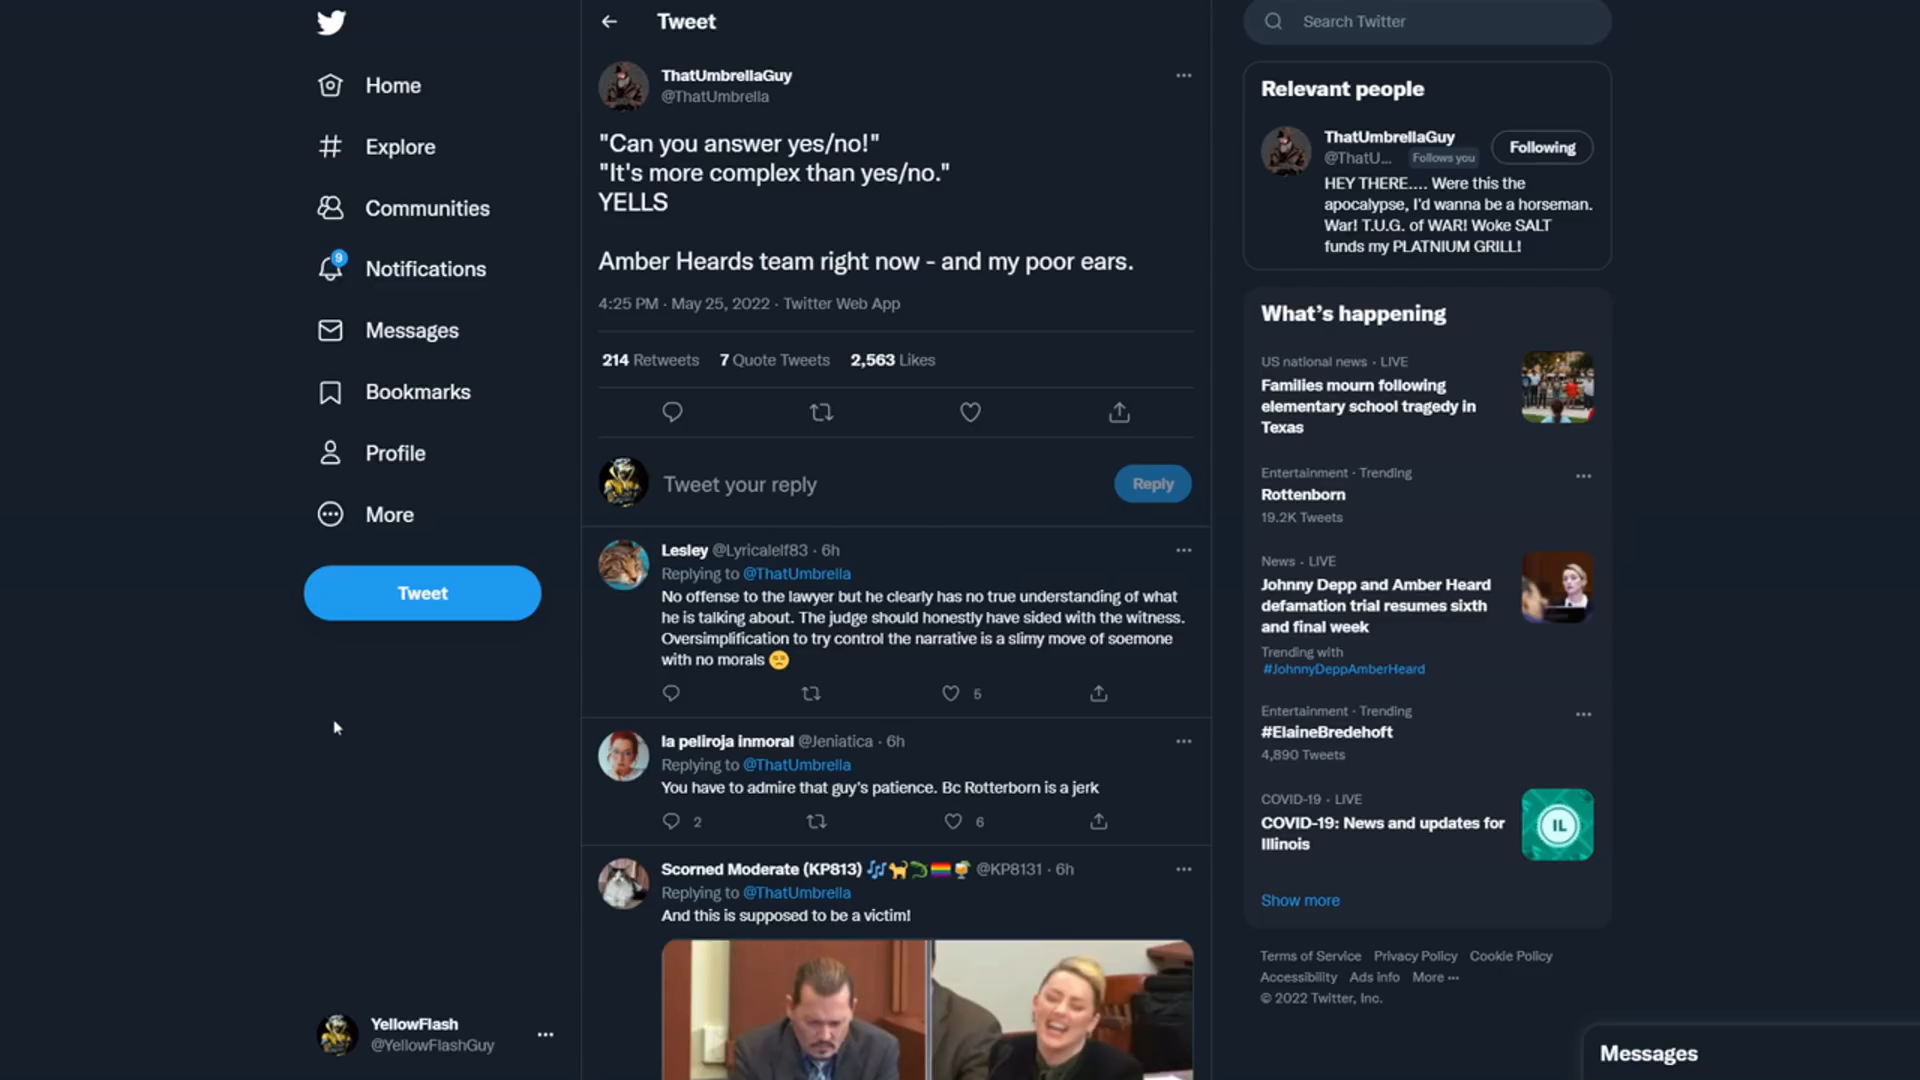 Home
Explore
Communities
9
Notifications
Messages
Bookmarks
Profile
More
Tweet
YellowFlash
@YellowFlashGuy
Tweet
ThatUmbrellaGuy
@ThatUmbrella
"Can you answer yes/no!"
"It's more complex than yes/no."
YELLS
Amber Heards team right now - and my poor ears.
4:25 PM · May 25, 2022 · Twitter Web App
214 Retweets 7 Quote Tweets 2,563 Likes
Tweet your reply
Reply
Lesley @Lyricalelf83 · 6h
Replying to @ThatUmbrella
No offense to the lawyer but he clearly has no true understanding of what
he is talking about. The judge should honestly have sided with the witness.
Oversimplification to try control the narrative is a slimy move of soemone
with no morals 😒
5
la peliroja inmoral @Jeniatica · 6h
Replying to @ThatUmbrella
You have to admire that guy's patience. Bc Rotterborn is a jerk
2 6
Scorned Moderate (KP813) 🎶🐈🦎🏳️‍🌈🍹 @KP8131 · 6h
Replying to @ThatUmbrella
And this is supposed to be a victim!
Search Twitter
Relevant people
ThatUmbrellaGuy
@ThatU... Follows you
Following
HEY THERE.... Were this the
apocalypse, I'd wanna be a horseman.
War! T.U.G. of WAR! Woke SALT
funds my PLATNIUM GRILL!
What's happening
US national news · LIVE
Families mourn following
elementary school tragedy in
Texas
Entertainment · Trending
Rottenborn
19.2K Tweets
News · LIVE
Johnny Depp and Amber Heard
defamation trial resumes sixth
and final week
Trending with
#JohnnyDeppAmberHeard
Entertainment · Trending
#ElaineBredehoft
4,890 Tweets
COVID-19 · LIVE
COVID-19: News and updates for
Illinois
IL
Show more
Terms of Service Privacy Policy Cookie Policy
Accessibility Ads info More ···
© 2022 Twitter, Inc.
Messages